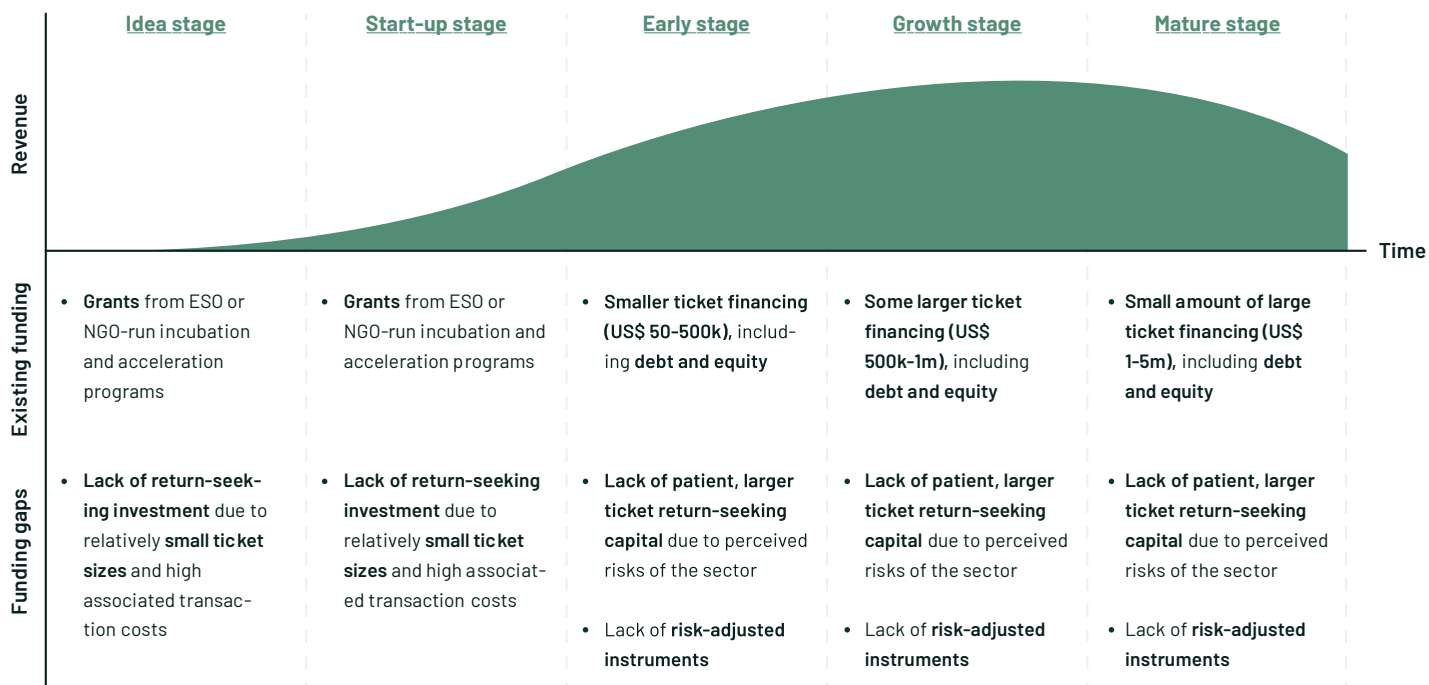 Idea stage
Start-up stage
Early stage
Growth stage
Mature stage
Revenue
Time
Existing funding
• Grants from ESO or
NGO-run incubation
and acceleration
programs
• Grants from ESO or
NGO-run incubation and
acceleration programs
• Smaller ticket financing
(US$ 50-500k), includ-
ing debt and equity
• Some larger ticket
financing (US$
500k-1m), including
debt and equity
• Small amount of large
ticket financing (US$
1-5m), including debt
and equity
Funding gaps
• Lack of return-seek-
ing investment due to
relatively small ticket
sizes and high
associated transac-
tion costs
• Lack of return-seeking
investment due to
relatively small ticket
sizes and high associat-
ed transaction costs
• Lack of patient, larger
ticket return-seeking
capital due to perceived
risks of the sector
• Lack of risk-adjusted
instruments
• Lack of patient, larger
ticket return-seeking
capital due to perceived
risks of the sector
• Lack of risk-adjusted
instruments
• Lack of patient, larger
ticket return-seeking
capital due to perceived
risks of the sector
• Lack of risk-adjusted
instruments